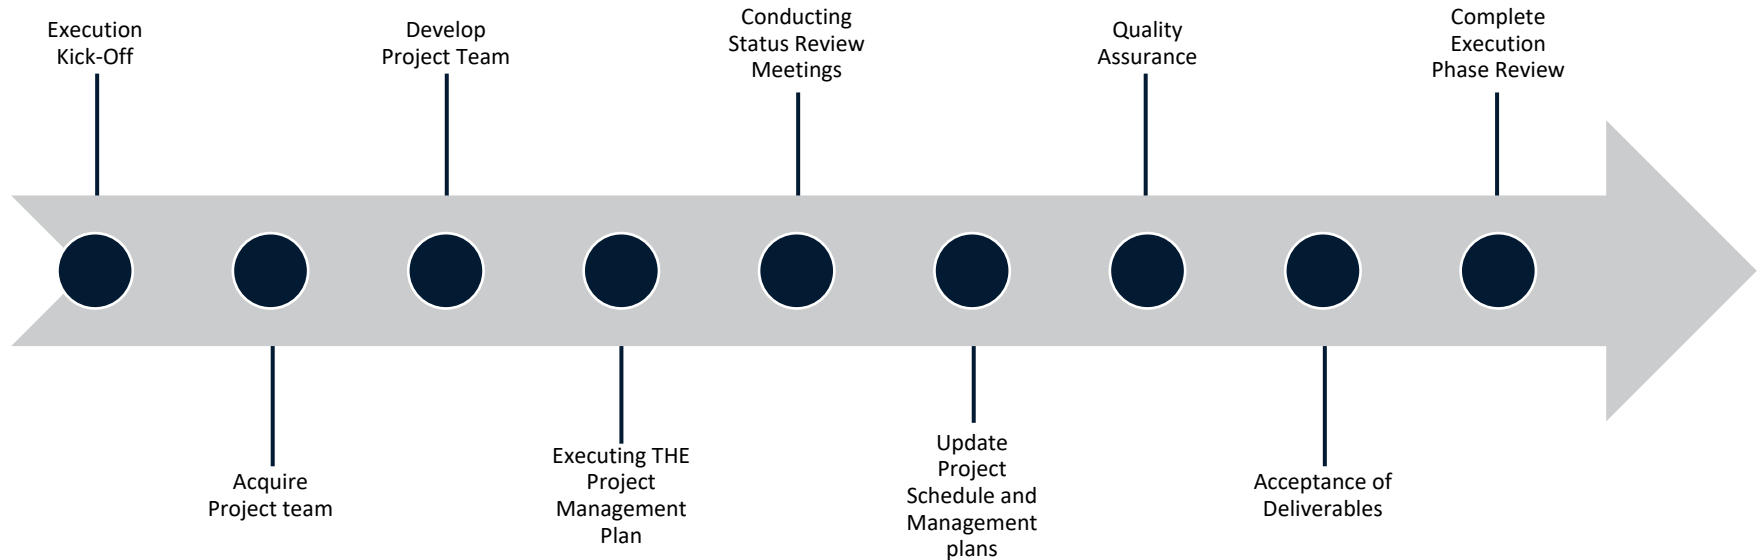 Execution
Kick-Off
Develop
Project Team
Conducting
Status Review
Meetings
Quality
Assurance
Complete
Execution
Phase Review
Acquire
Project team
Executing THE
Project
Management
Plan
Update
Project
Schedule and
Management
plans
Acceptance of
Deliverables